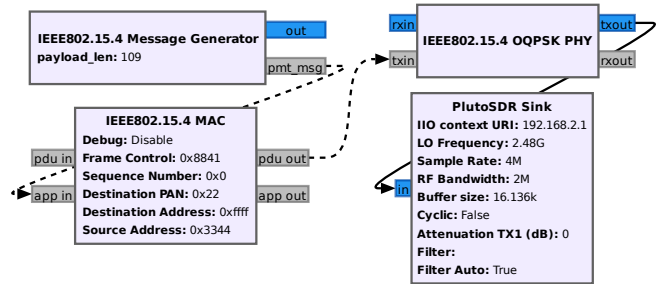 IEEE802.15.4 Message Generator
payload_len: 109
out
pmt_msg
rxin
txin
IEEE802.15.4 OQPSK PHY
txout
rxout
IEEE802.15.4 MAC
Debug: Disable
Frame Control: 0x8841
Sequence Number: 0x0
Destination PAN: 0x22
Destination Address: 0xffff
Source Address: 0x3344
pdu in
app in
pdu out
app out
PlutoSDR Sink
IIO context URI: 192.168.2.1
LO Frequency: 2.48G
Sample Rate: 4M
RF Bandwidth: 2M
Buffer size: 16.136k
Cyclic: False
Attenuation TX1 (dB): 0
Filter:
Filter Auto: True
in